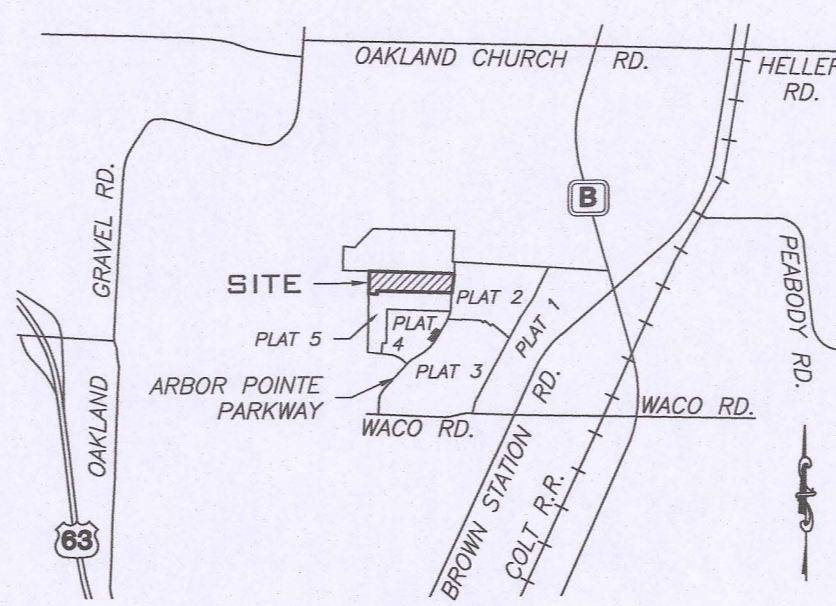 OAKLAND CHURCH RD.
HELLER
RD.
GRAVEL RD.
B
SITE
PLAT 2
PLAT 1
PLAT 5
PLAT
4
PLAT 3
ARBOR POINTE
PARKWAY
WACO RD.
WACO RD.
PEABODY RD.
OAKLAND
BROWN STATION RD.
COLT R.R.
63